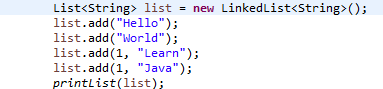 List<String> list = new LinkedList<String>();
list.add("Hello");
list.add("World");
list.add(1, "Learn");
list.add(1, "Java");
printList(list);